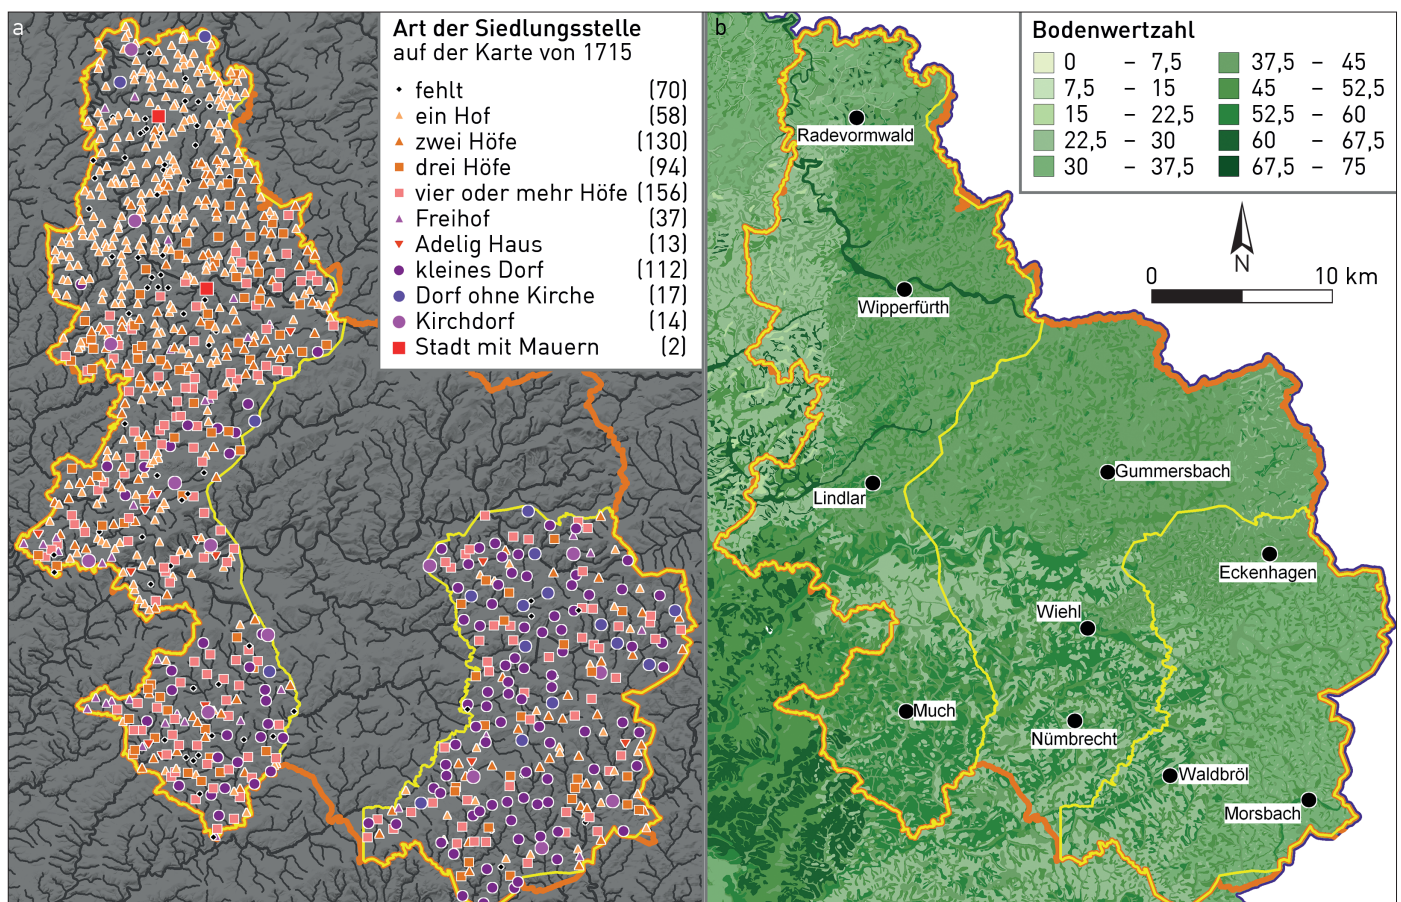 a
Art der Siedlungsstelle
auf der Karte von 1715
fehlt (70)
ein Hof (58)
zwei Höfe (130)
drei Höfe (94)
vier oder mehr Höfe (156)
Freihof (37)
Adelig Haus (13)
kleines Dorf (112)
Dorf ohne Kirche (17)
Kirchdorf (14)
Stadt mit Mauern (2)
b
Bodenwertzahl
0 – 7,5
7,5 – 15
15 – 22,5
22,5 – 30
30 – 37,5
37,5 – 45
45 – 52,5
52,5 – 60
60 – 67,5
67,5 – 75
N
0 10 km
Radevormwald
Wipperfürth
Gummersbach
Lindlar
Eckenhagen
Wiehl
Much
Nümbrecht
Waldbröl
Morsbach